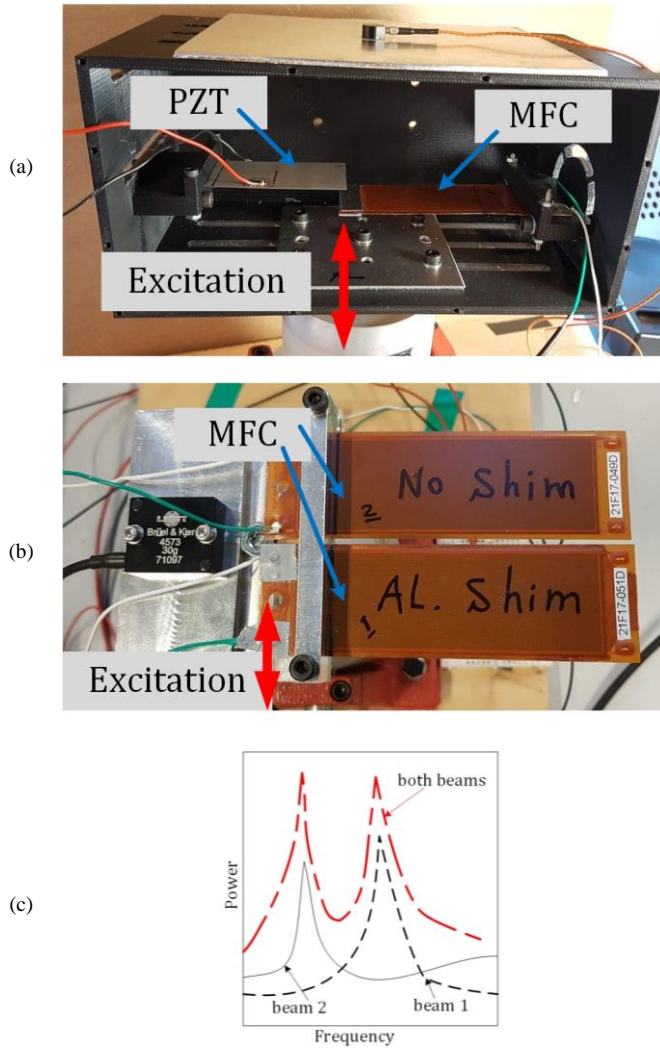 (a)
PZT
MFC
Excitation
(b)
MFC
Brüel & Kjær
4573
30g
71097
No Shim
2
21F17-049D
AL. Shim
1
21F17-051D
Excitation
(c)
both beams
Power
beam 2
beam 1
Frequency